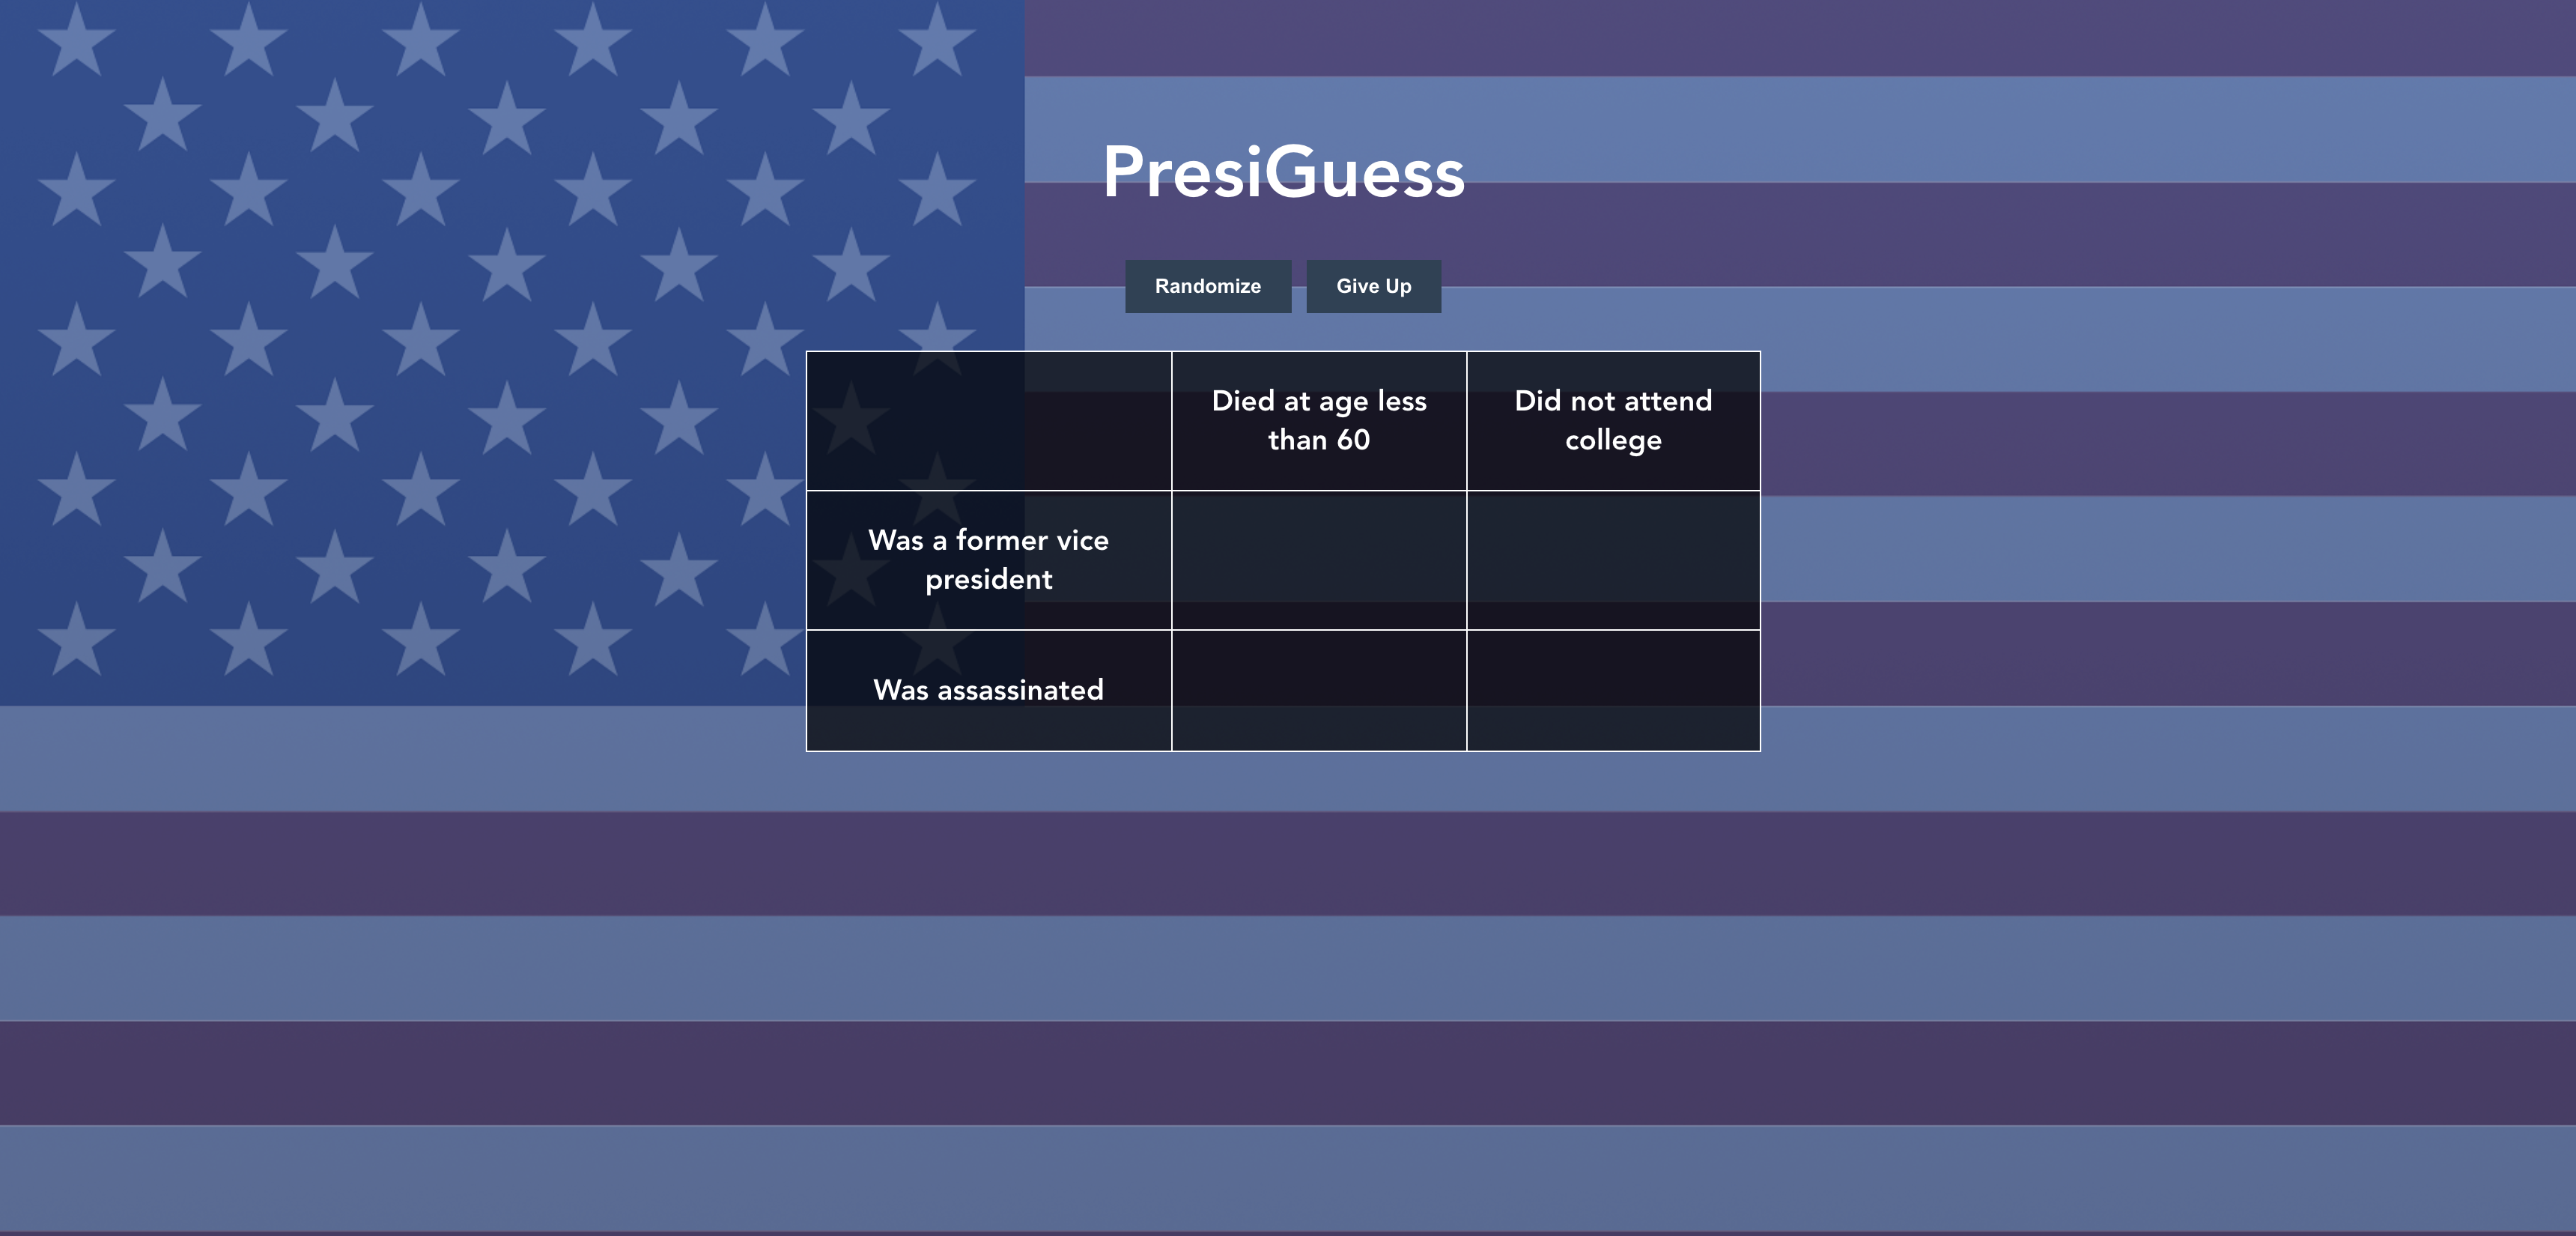 PresiGuess
Randomize
Give Up
Died at age less
than 60
Did not attend
college
Was a former vice
president
Was assassinated